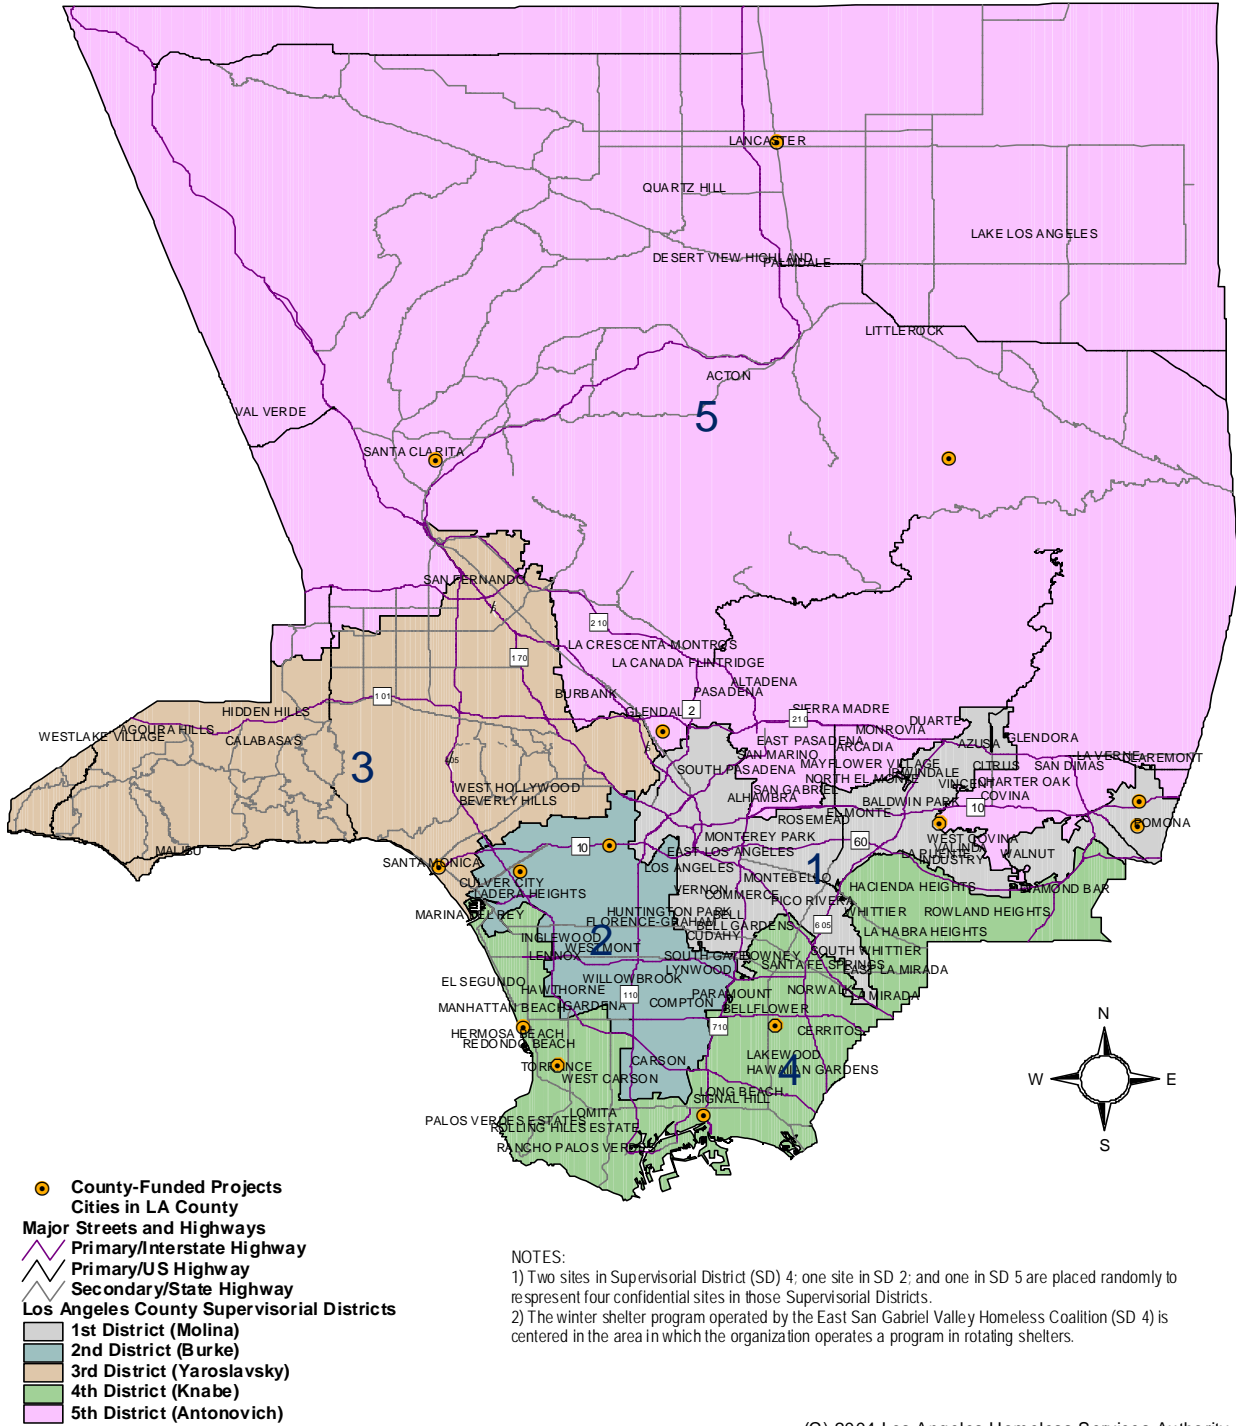 LANCASTER
QUARTZ HILL
LAKE LOS ANGELES
DESERT VIEW HIGHLAND
PALMDALE
LITTLEROCK
ACTON
5
VAL VERDE
SANTA CLARITA
SAN FERNANDO
210
LA CRESCENTA-MONTROS
170
LA CANADA FLINTRIDGE
ALTADENA
BURBANK
PASADENA
101
2
SIERRA MADRE
HIDDEN HILLS
GLENDAL
210
DUARTE
AGOURA HILLS
MONROVIA
WESTLAKE VILLAGE
CALABASAS
EAST PASADENA
ARCADIA
AZUSA
GLENDORA
SAN MARINO
LA VERNE
CLAREMONT
MAYFLOWER VILLAGE
CITRUS
SAN DIMAS
3
405
SOUTH PASADENA
NORTH EL MONTE
IRWINDALE
VINCENT
CHARTER OAK
WEST HOLLYWOOD
SAN GABRIEL
BEVERLY HILLS
ALHAMBRA
BALDWIN PARK
COVINA
10
EL MONTE
ROSEMEAD
POMONA
MONTEREY PARK
60
WEST COVINA
MALIBU
10
EAST LOS ANGELES
LA PUENTE
VALINDA
WALNUT
SANTA MONICA
LOS ANGELES
1
INDUSTRY
CULVER CITY
MONTEBELLO
LADERA HEIGHTS
VERNON
COMMERCE
HACIENDA HEIGHTS
DIAMOND BAR
PICO RIVERA
MARINA DEL REY
HUNTINGTON PARK
BELL
WHITTIER
ROWLAND HEIGHTS
FLORENCE-GRAHAM
BELL GARDENS
605
CUDAHY
LA HABRA HEIGHTS
INGLEWOOD
2
WESTMONT
SOUTH WHITTIER
LENNOX
SOUTH GATE
DOWNEY
SANTA FE SPRINGS
LYNWOOD
EAST LA MIRADA
EL SEGUNDO
WILLOWBROOK
HAWTHORNE
110
PARAMOUNT
NORWALK
LA MIRADA
MANHATTAN BEACH
GARDENA
COMPTON
BELLFLOWER
710
HERMOSA BEACH
CERRITOS
REDONDO BEACH
CARSON
LAKEWOOD
TORRANCE
HAWAIIAN GARDENS
WEST CARSON
4
LONG BEACH
SIGNAL HILL
LOMITA
PALOS VERDES ESTATES
ROLLING HILLS ESTATE
RANCHO PALOS VERDES
N
W
E
S
County-Funded Projects
Cities in LA County
Major Streets and Highways
Primary/Interstate Highway
Primary/US Highway
Secondary/State Highway
Los Angeles County Supervisorial Districts
1st District (Molina)
2nd District (Burke)
3rd District (Yaroslavsky)
4th District (Knabe)
5th District (Antonovich)
NOTES:
1) Two sites in Supervisorial District (SD) 4; one site in SD 2; and one in SD 5 are placed randomly to
respresent four confidential sites in those Supervisorial Districts.
2) The winter shelter program operated by the East San Gabriel Valley Homeless Coalition (SD 4) is
centered in the area in which the organization operates a program in rotating shelters.